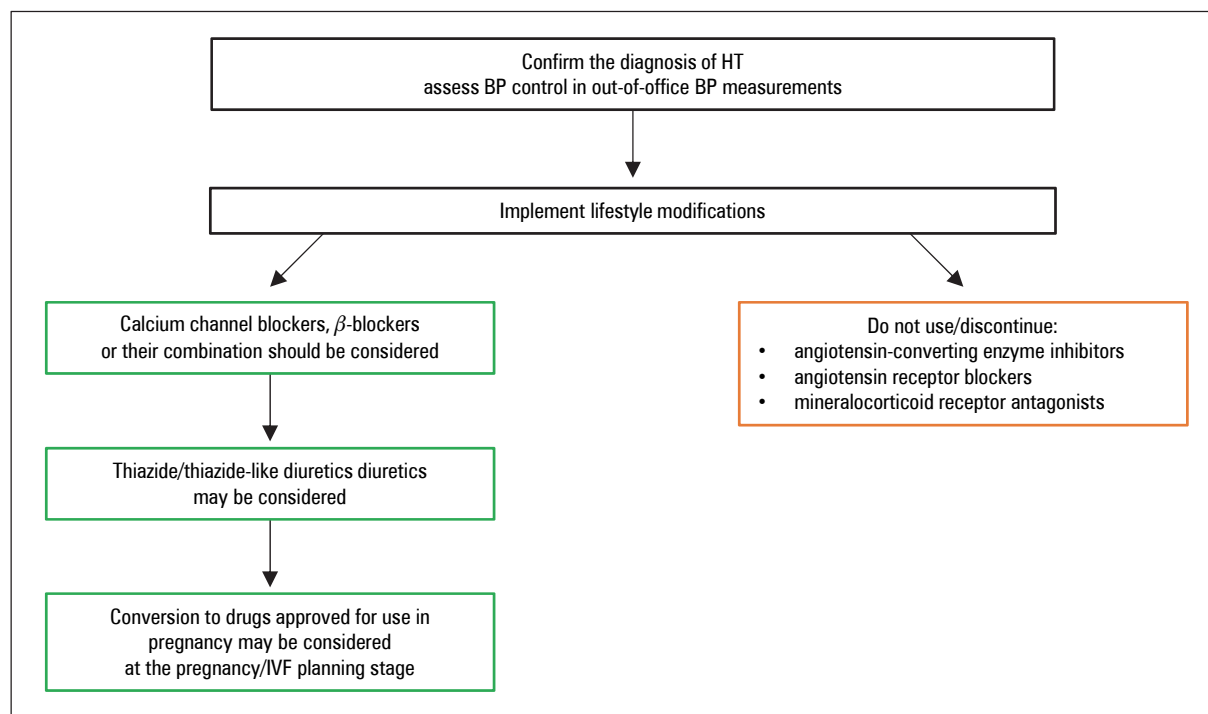 Confirm the diagnosis of HT
assess BP control in out-of-office BP measurements
Implement lifestyle modifications
Calcium channel blockers, β-blockers
or their combination should be considered
Do not use/discontinue:
• angiotensin-converting enzyme inhibitors
• angiotensin receptor blockers
• mineralocorticoid receptor antagonists
Thiazide/thiazide-like diuretics diuretics
may be considered
Conversion to drugs approved for use in
pregnancy may be considered
at the pregnancy/IVF planning stage